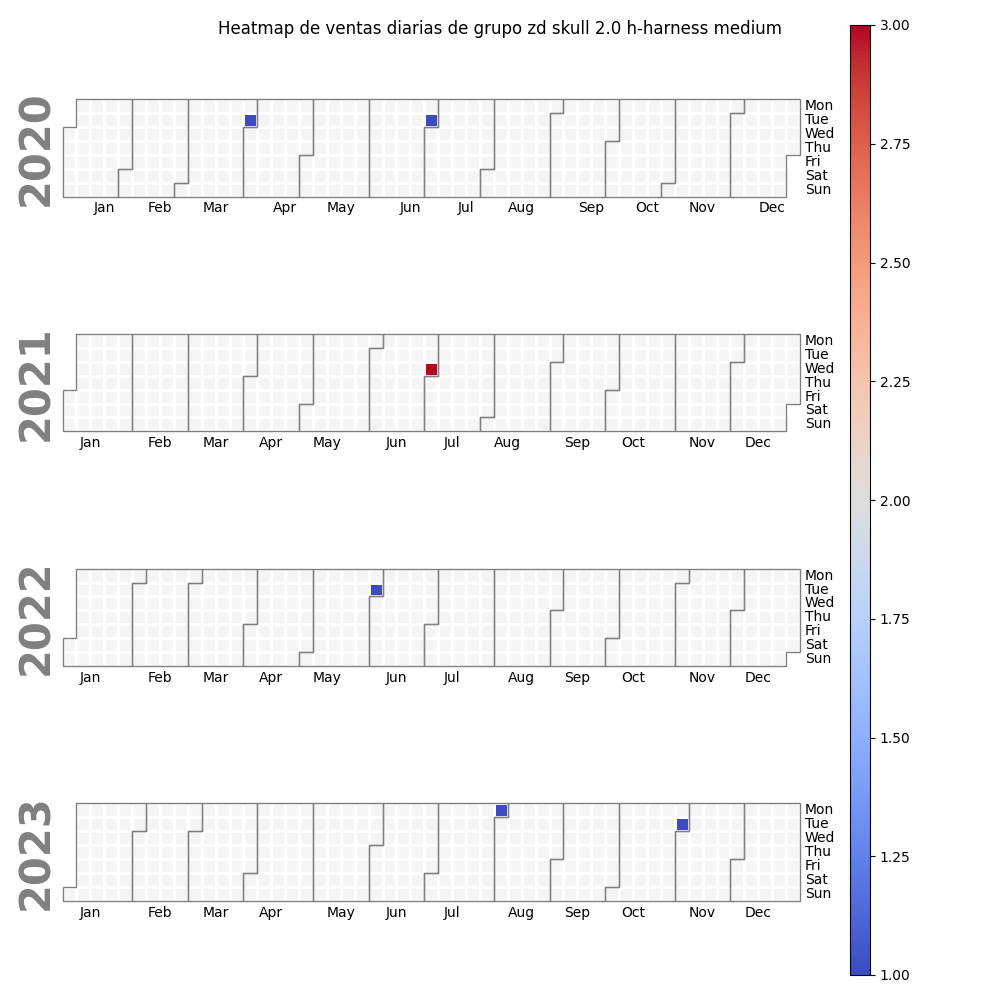 Heatmap de ventas diarias de grupo zd skull 2.0 h-harness medium
2020
Mon
Tue
Wed
Thu
Fri
Sat
Sun
Jan Feb Mar Apr May Jun Jul Aug Sep Oct Nov Dec
2021
Mon
Tue
Wed
Thu
Fri
Sat
Sun
Jan Feb Mar Apr May Jun Jul Aug Sep Oct Nov Dec
2022
Mon
Tue
Wed
Thu
Fri
Sat
Sun
Jan Feb Mar Apr May Jun Jul Aug Sep Oct Nov Dec
2023
Mon
Tue
Wed
Thu
Fri
Sat
Sun
Jan Feb Mar Apr May Jun Jul Aug Sep Oct Nov Dec
3.00
2.75
2.50
2.25
2.00
1.75
1.50
1.25
1.00